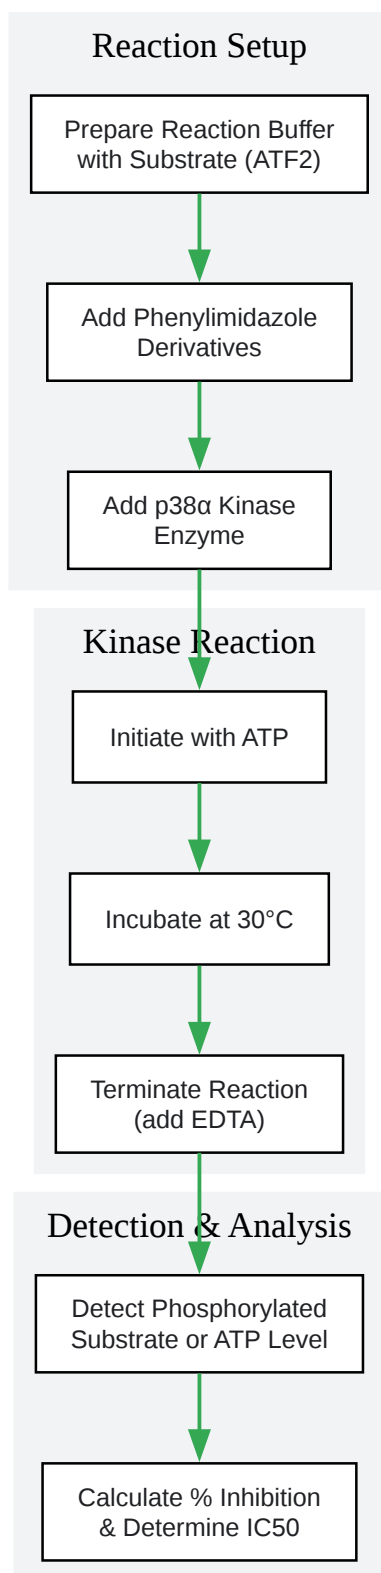 Reaction Setup
Prepare Reaction Buffer
with Substrate (ATF2)
Add Phenylimidazole
Derivatives
Add p38α Kinase
Enzyme
Kinase Reaction
Initiate with ATP
Incubate at 30°C
Terminate Reaction
(add EDTA)
Detection & Analysis
Detect Phosphorylated
Substrate or ATP Level
Calculate % Inhibition
& Determine IC50